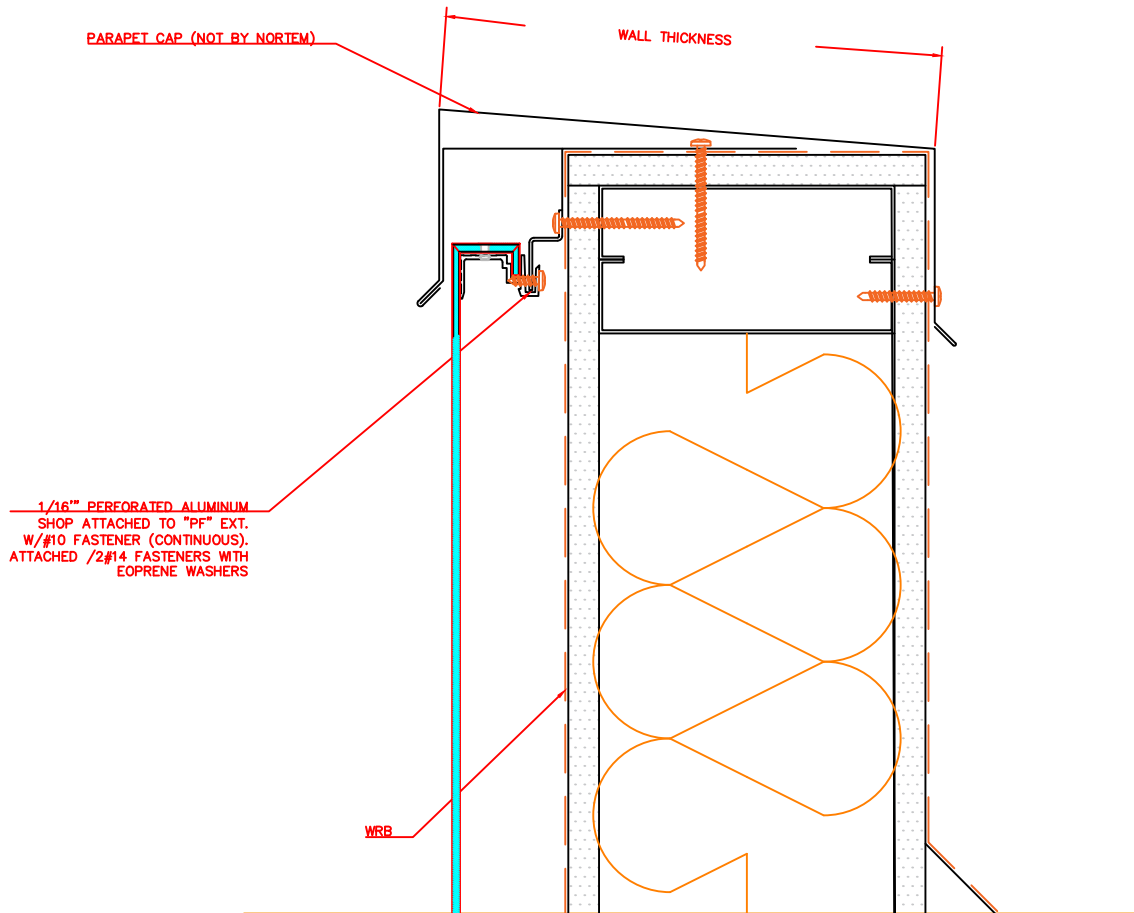 PARAPET CAP (NOT BY NORTEM)
WALL THICKNESS
1/16"" PERFORATED ALUMINUM
SHOP ATTACHED TO "PF" EXT.
W/#10 FASTENER (CONTINUOUS).
ATTACHED /2#14 FASTENERS WITH
EOPRENE WASHERS
WRB